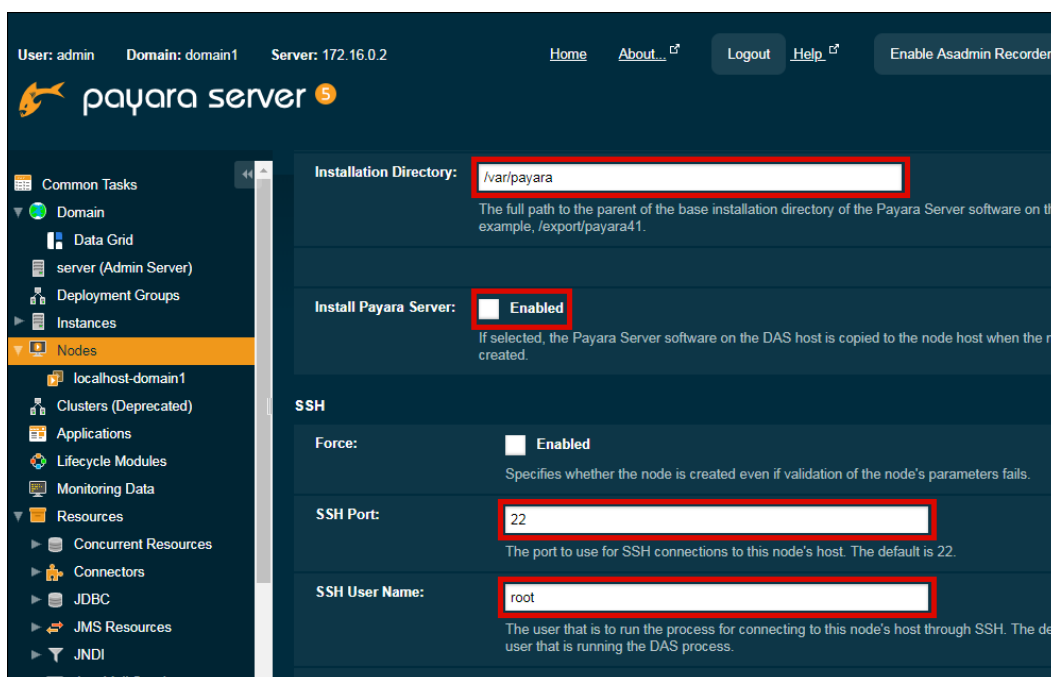 User: admin Domain: domain1 Server: 172.16.0.2 Home About... Logout Help Enable Asadmin Recorder
payara server 5
Common Tasks
Domain
Data Grid
server (Admin Server)
Deployment Groups
Instances
Nodes
localhost-domain1
Clusters (Deprecated)
Applications
Lifecycle Modules
Monitoring Data
Resources
Concurrent Resources
Connectors
JDBC
JMS Resources
JNDI
Installation Directory: /var/payara
The full path to the parent of the base installation directory of the Payara Server software on
example, /export/payara41.
Install Payara Server: Enabled
If selected, the Payara Server software on the DAS host is copied to the node host when the
created.
SSH
Force: Enabled
Specifies whether the node is created even if validation of the node's parameters fails.
SSH Port: 22
The port to use for SSH connections to this node's host. The default is 22.
SSH User Name: root
The user that is to run the process for connecting to this node's host through SSH. The
user that is running the DAS process.